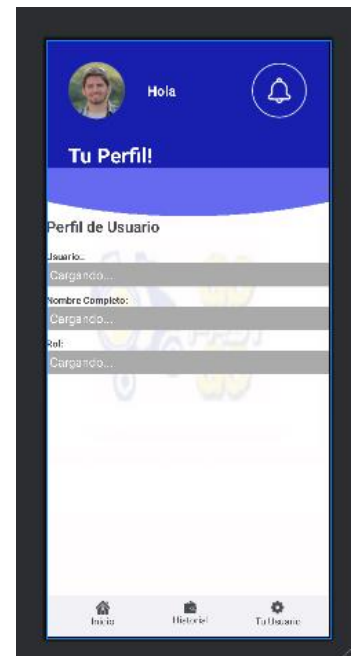 Hola
Tu Perfil!
Perfil de Usuario
Usuario:
Cargando...
Nombre Completo:
Cargando...
Rol:
Cargando...
Inicio
Historial
Tu Usuario